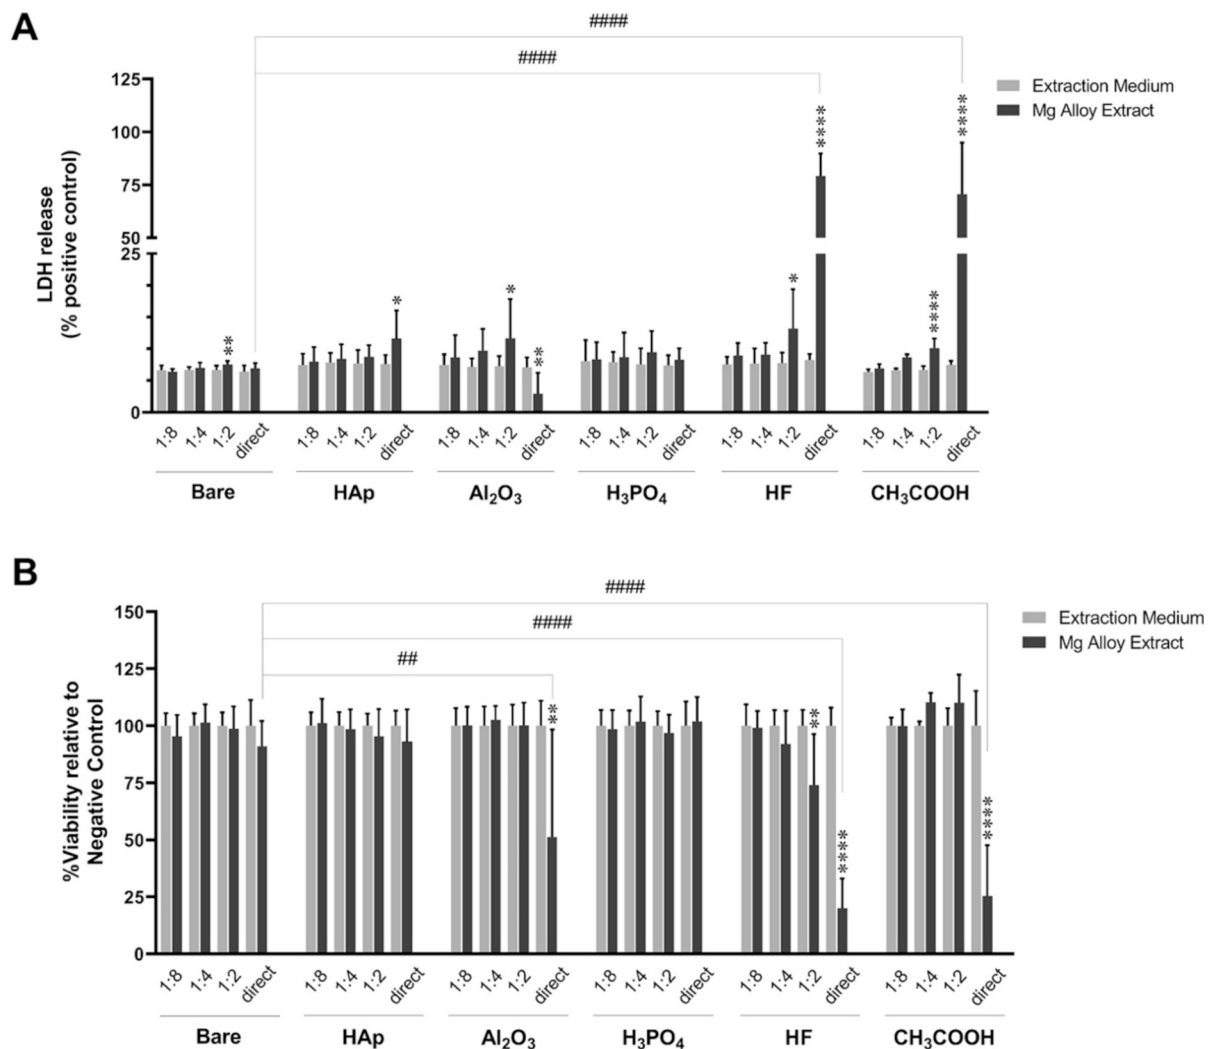 A
####
####
Extraction Medium
Mg Alloy Extract
LDH release
(% positive control)
125
100
75
50
25
0
**
*
*
**
*
****
****
****
1:8 1:4 1:2 direct 1:8 1:4 1:2 direct 1:8 1:4 1:2 direct 1:8 1:4 1:2 direct 1:8 1:4 1:2 direct 1:8 1:4 1:2 direct
Bare HAp Al₂O₃ H₃PO₄ HF CH₃COOH
B
####
####
##
Extraction Medium
Mg Alloy Extract
%Viability relative to
Negative Control
150
125
100
75
50
25
0
**
**
****
****
1:8 1:4 1:2 direct 1:8 1:4 1:2 direct 1:8 1:4 1:2 direct 1:8 1:4 1:2 direct 1:8 1:4 1:2 direct 1:8 1:4 1:2 direct
Bare HAp Al₂O₃ H₃PO₄ HF CH₃COOH